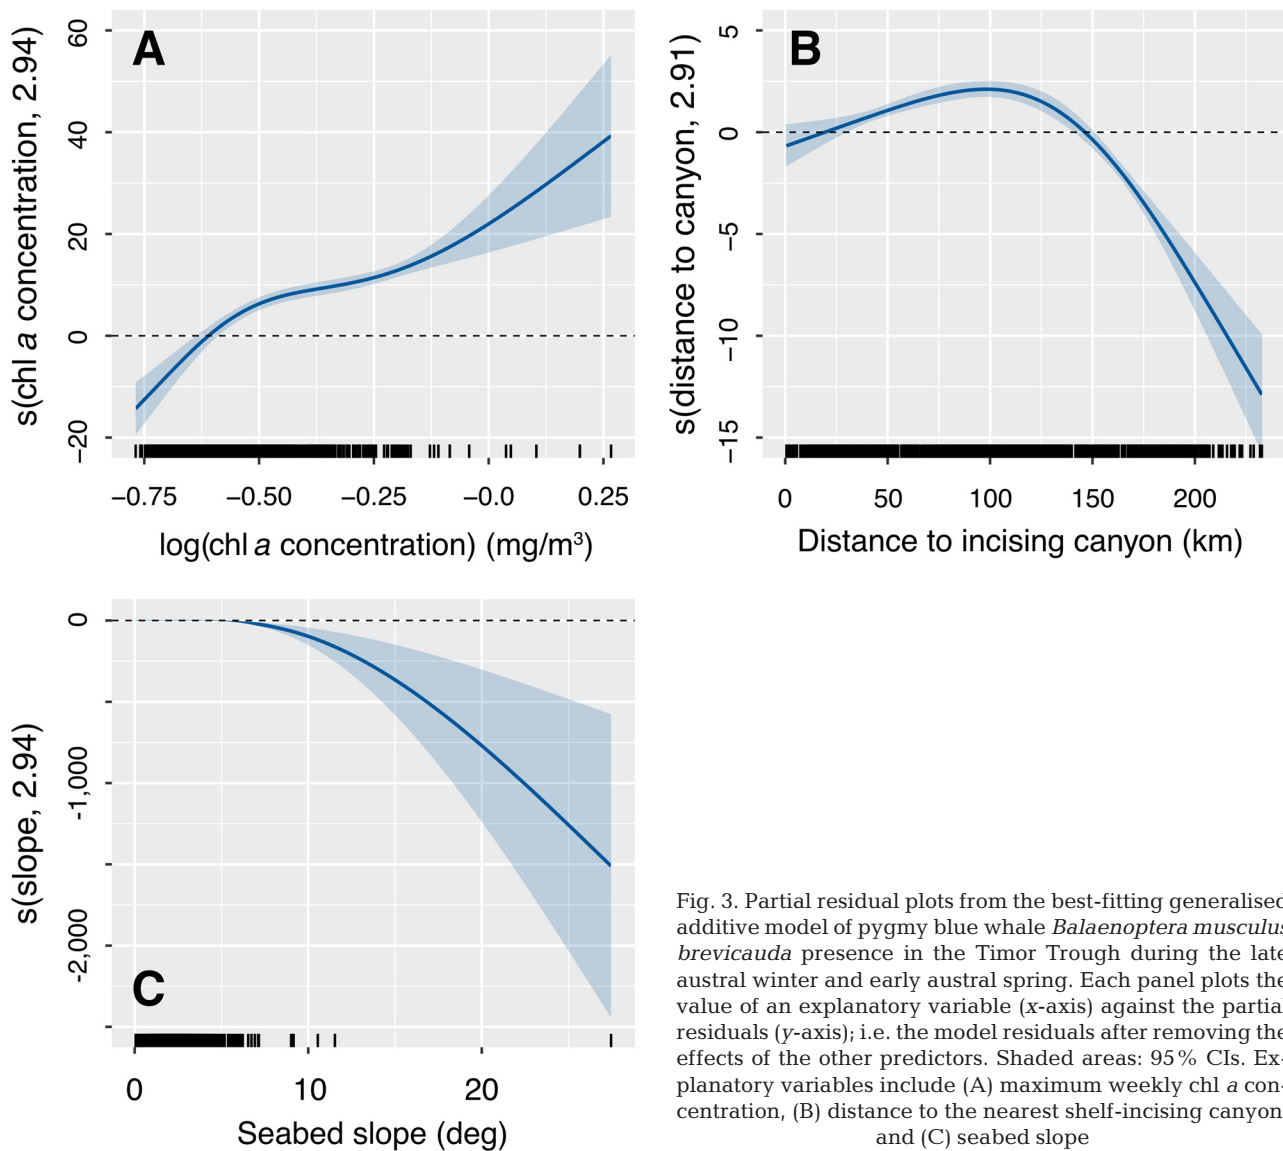 A
s(chl a concentration, 2.94)
60
40
20
0
−20
−0.75 −0.50 −0.25 −0.0 0.25
log(chl a concentration) (mg/m³)
B
s(distance to canyon, 2.91)
5
0
−5
−10
−15
0 50 100 150 200
Distance to incising canyon (km)
C
s(slope, 2.94)
0
-1,000
-2,000
0 10 20
Seabed slope (deg)
Fig. 3. Partial residual plots from the best-fitting generalised
additive model of pygmy blue whale Balaenoptera musculus
brevicauda presence in the Timor Trough during the late
austral winter and early austral spring. Each panel plots the
value of an explanatory variable (x-axis) against the partial
residuals (y-axis); i.e. the model residuals after removing the
effects of the other predictors. Shaded areas: 95% CIs. Ex-
planatory variables include (A) maximum weekly chl a con-
centration, (B) distance to the nearest shelf-incising canyon
and (C) seabed slope